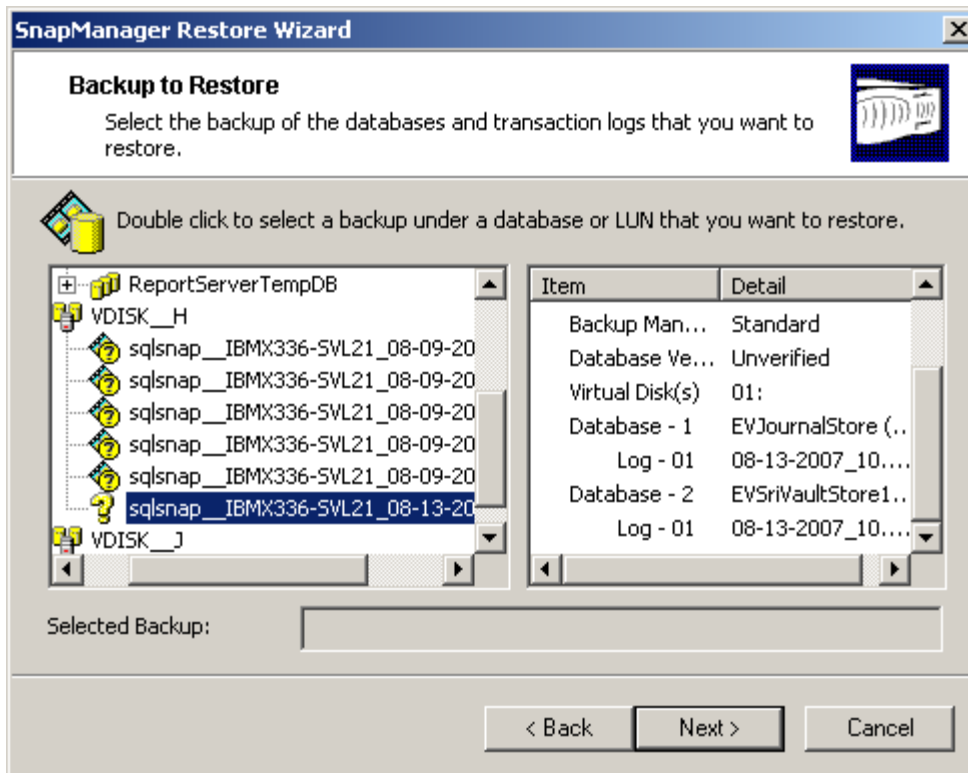 SnapManager Restore Wizard
Backup to Restore
Select the backup of the databases and transaction logs that you want to
restore.
Double click to select a backup under a database or LUN that you want to restore.
ReportServerTempDB
VDISK__H
sqlsnap__IBMX336-SVL21_08-09-20
sqlsnap__IBMX336-SVL21_08-09-20
sqlsnap__IBMX336-SVL21_08-09-20
sqlsnap__IBMX336-SVL21_08-09-20
sqlsnap__IBMX336-SVL21_08-09-20
sqlsnap__IBMX336-SVL21_08-13-20
VDISK__J
Item Detail
Backup Man... Standard
Database Ve... Unverified
Virtual Disk(s) 01:
Database - 1 EVJournalStore (..
Log - 01 08-13-2007_10....
Database - 2 EVSriVaultStore1..
Log - 01 08-13-2007_10....
Selected Backup:
< Back Next > Cancel